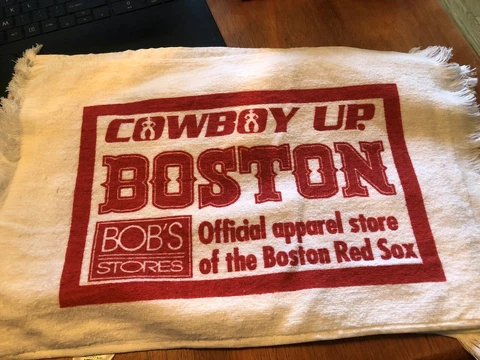 COWBOY UP.
BOSTON
BOB'S
STORES
Official apparel store
of the Boston Red Sox